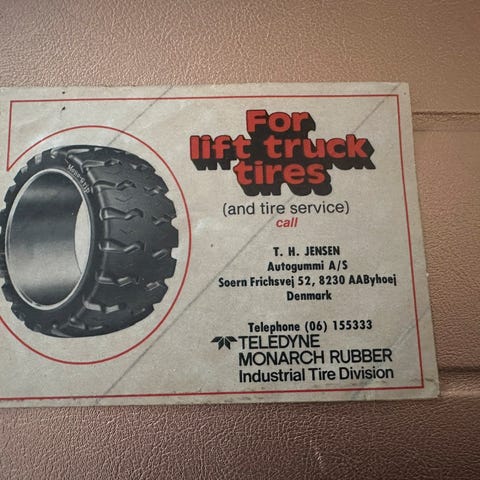 For
lift truck
tires
(and tire service)
call
T. H. JENSEN
Autogummi A/S
Soern Frichsvej 52, 8230 AAByhoej
Denmark
Telephone (06) 155333
TELEDYNE
MONARCH RUBBER
Industrial Tire Division